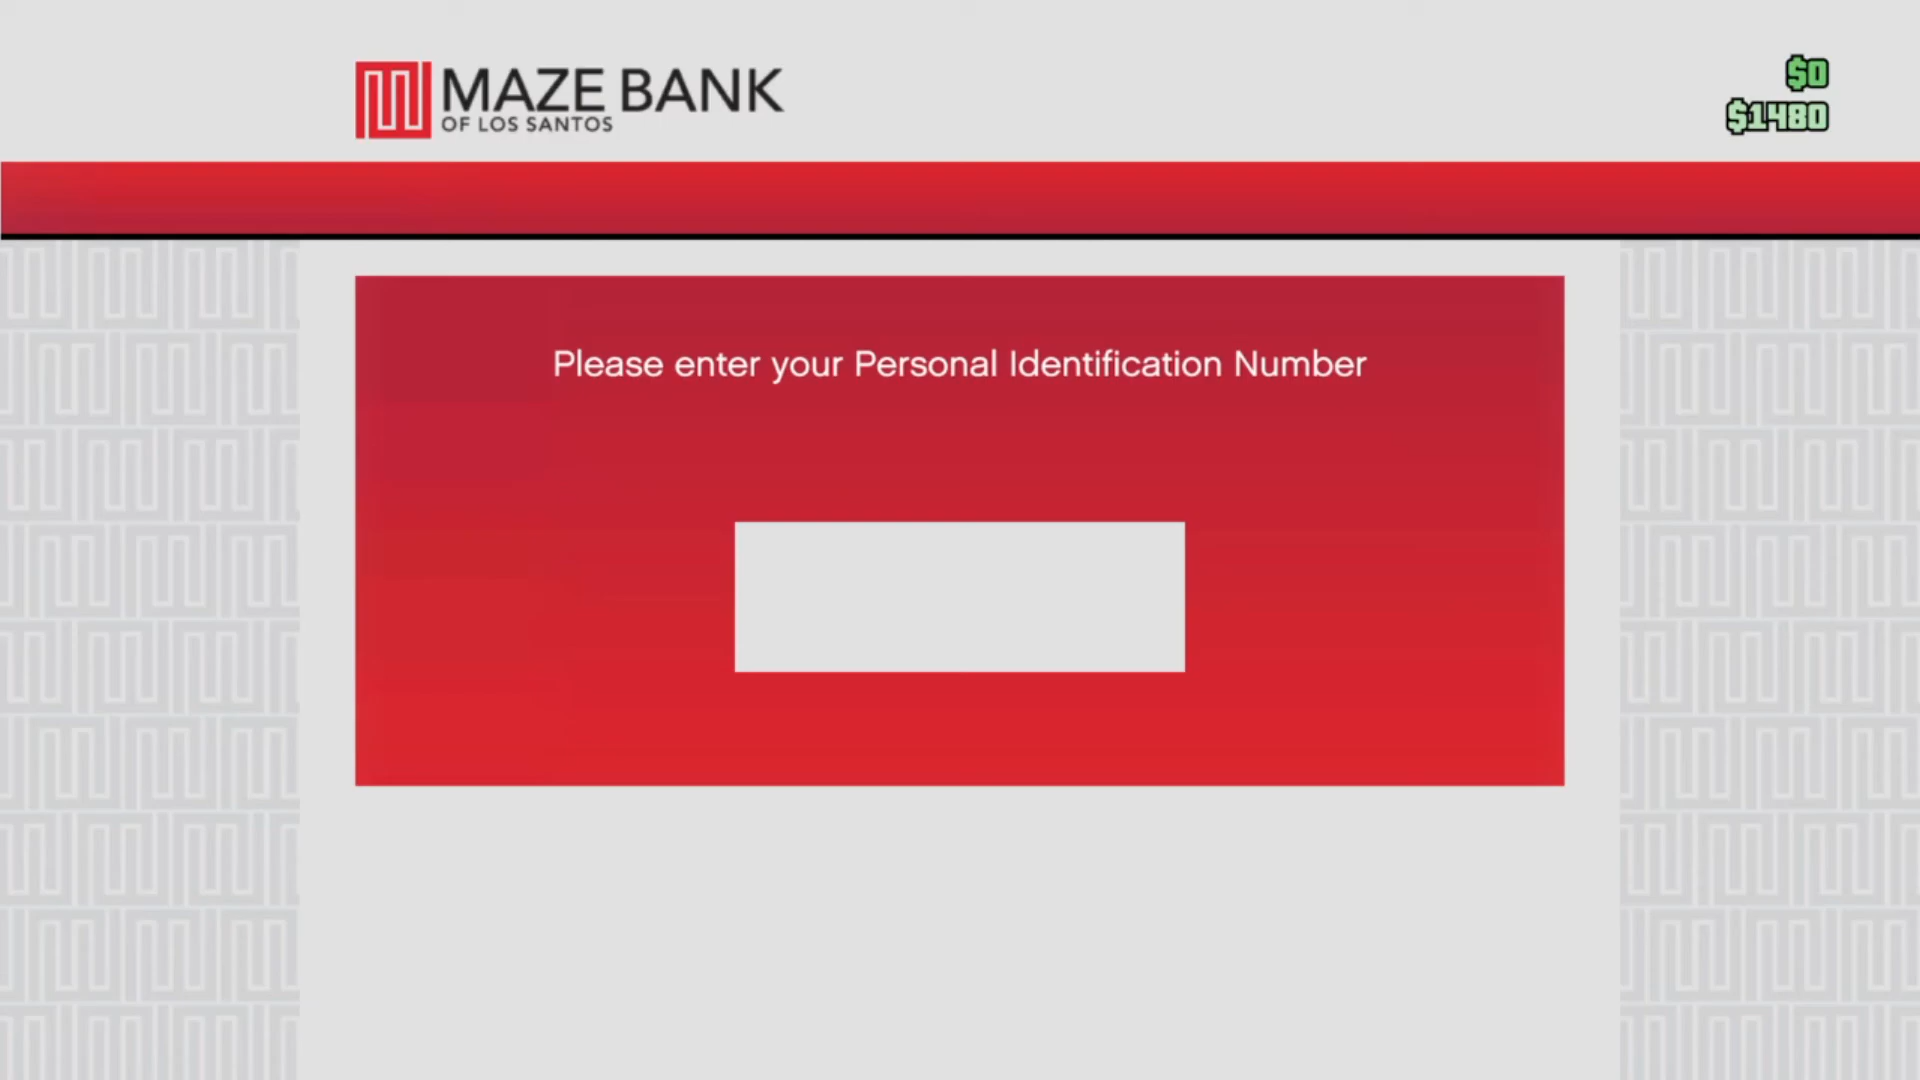 MAZE BANK
OF LOS SANTOS
$0
$1480
Please enter your Personal Identification Number